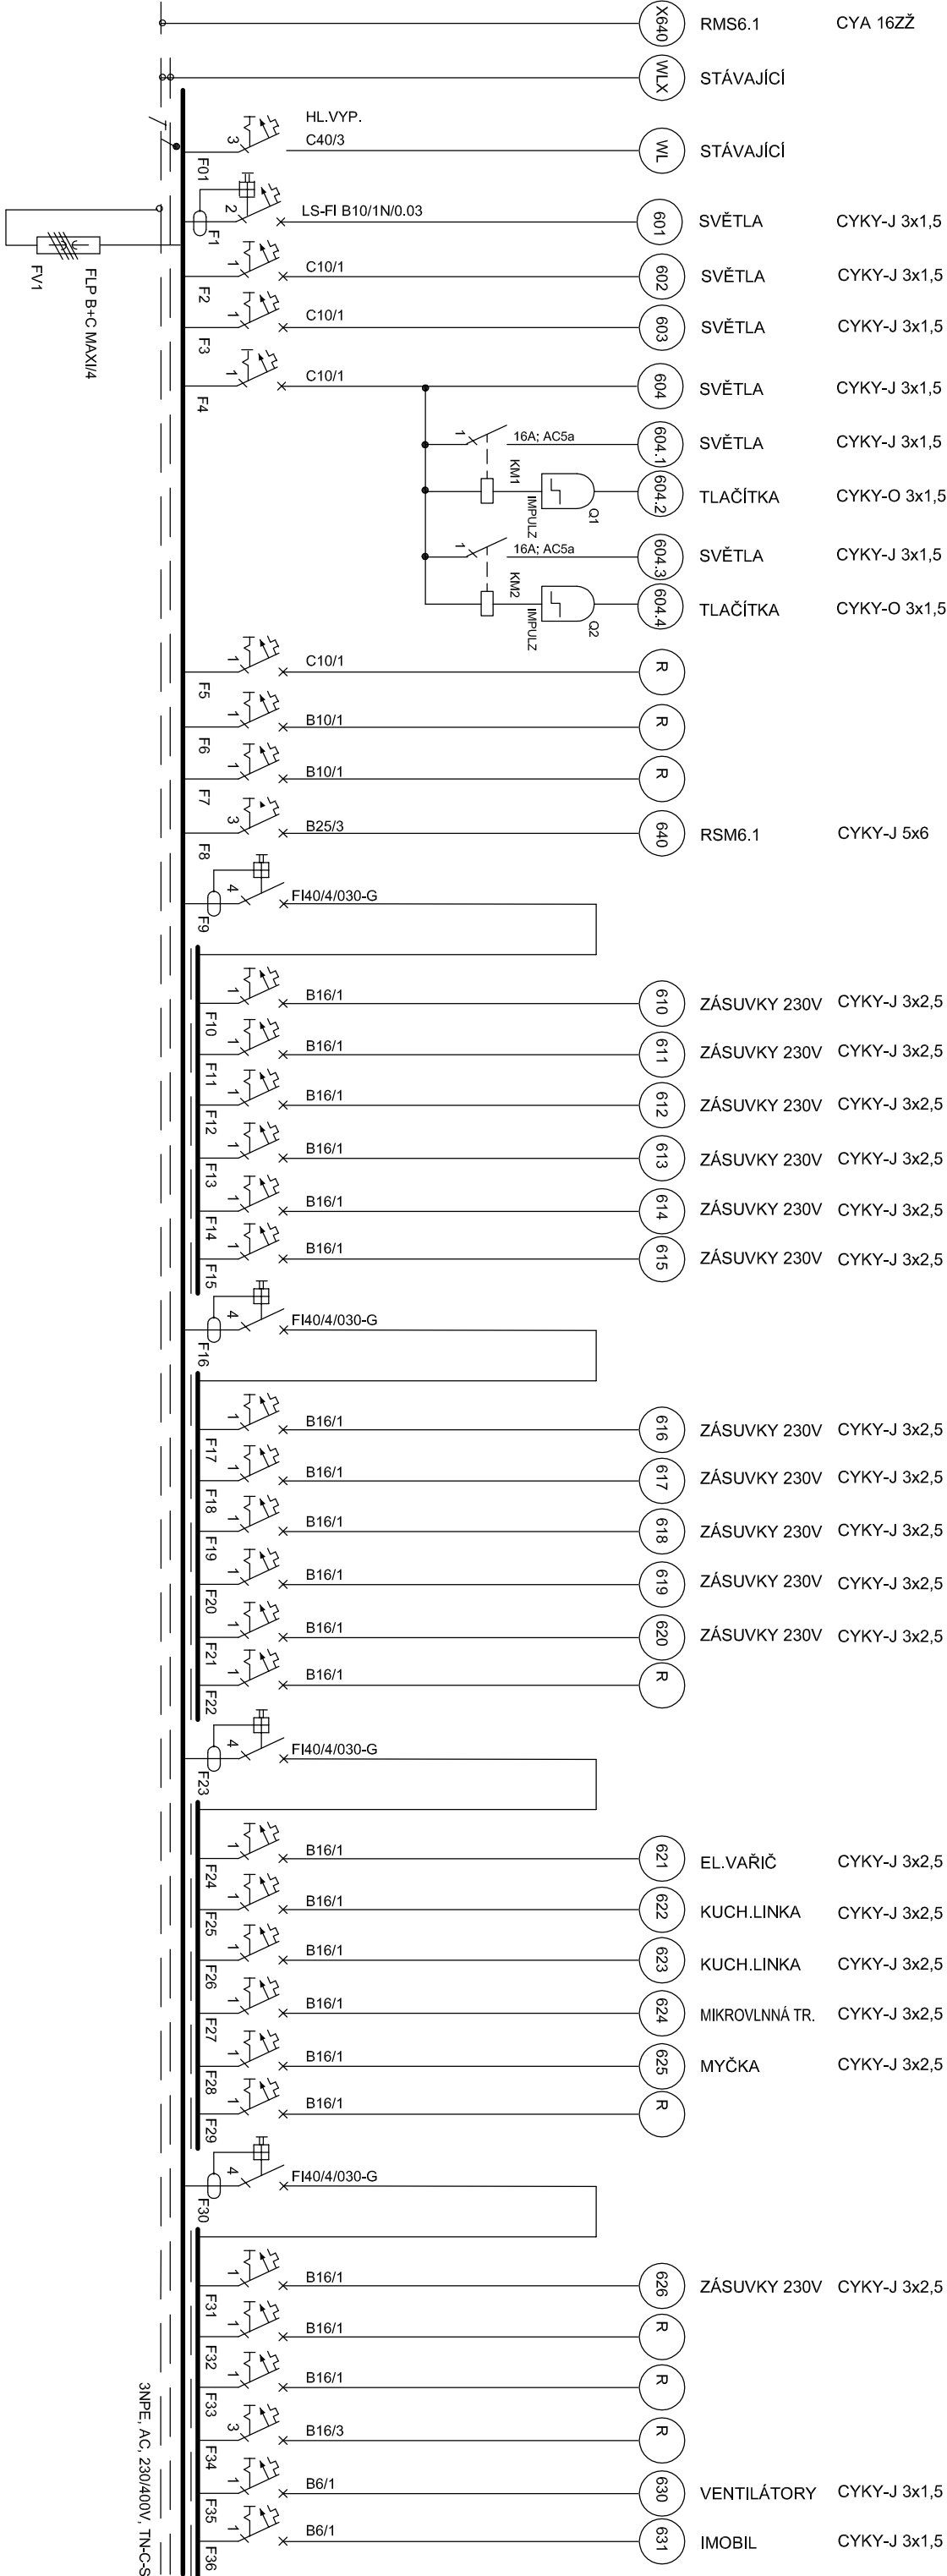 X640 RMS6.1 CYA 16ZŽ
WLX STÁVAJÍCÍ
HL.VYP.
F01 3 C40/3 WL STÁVAJÍCÍ
F1 2 LS-FI B10/1N/0.03 601 SVĚTLA CYKY-J 3x1,5
FV1 FLP B+C MAXI/4
F2 1 C10/1 602 SVĚTLA CYKY-J 3x1,5
F3 1 C10/1 603 SVĚTLA CYKY-J 3x1,5
F4 1 C10/1 604 SVĚTLA CYKY-J 3x1,5
1 16A; AC5a 604.1 SVĚTLA CYKY-J 3x1,5
KM1 IMPULZ Q1 604.2 TLAČÍTKA CYKY-O 3x1,5
1 16A; AC5a 604.3 SVĚTLA CYKY-J 3x1,5
KM2 IMPULZ Q2 604.4 TLAČÍTKA CYKY-O 3x1,5
F5 1 C10/1 R
F6 1 B10/1 R
F7 1 B10/1 R
F8 3 B25/3 640 RSM6.1 CYKY-J 5x6
F9 4 FI40/4/030-G
F10 1 B16/1 610 ZÁSUVKY 230V CYKY-J 3x2,5
F11 1 B16/1 611 ZÁSUVKY 230V CYKY-J 3x2,5
F12 1 B16/1 612 ZÁSUVKY 230V CYKY-J 3x2,5
F13 1 B16/1 613 ZÁSUVKY 230V CYKY-J 3x2,5
F14 1 B16/1 614 ZÁSUVKY 230V CYKY-J 3x2,5
F15 1 B16/1 615 ZÁSUVKY 230V CYKY-J 3x2,5
F16 4 FI40/4/030-G
F17 1 B16/1 616 ZÁSUVKY 230V CYKY-J 3x2,5
F18 1 B16/1 617 ZÁSUVKY 230V CYKY-J 3x2,5
F19 1 B16/1 618 ZÁSUVKY 230V CYKY-J 3x2,5
F20 1 B16/1 619 ZÁSUVKY 230V CYKY-J 3x2,5
F21 1 B16/1 620 ZÁSUVKY 230V CYKY-J 3x2,5
F22 1 B16/1 R
F23 4 FI40/4/030-G
F24 1 B16/1 621 EL.VAŘIČ CYKY-J 3x2,5
F25 1 B16/1 622 KUCH.LINKA CYKY-J 3x2,5
F26 1 B16/1 623 KUCH.LINKA CYKY-J 3x2,5
F27 1 B16/1 624 MIKROVLNNÁ TR. CYKY-J 3x2,5
F28 1 B16/1 625 MYČKA CYKY-J 3x2,5
F29 1 B16/1 R
F30 4 FI40/4/030-G
F31 1 B16/1 626 ZÁSUVKY 230V CYKY-J 3x2,5
F32 1 B16/1 R
F33 1 B16/1 R
F34 3 B16/3 R
F35 1 B6/1 630 VENTILÁTORY CYKY-J 3x1,5
F36 1 B6/1 631 IMOBIL CYKY-J 3x1,5
3NPE, AC, 230/400V, TN-C-S